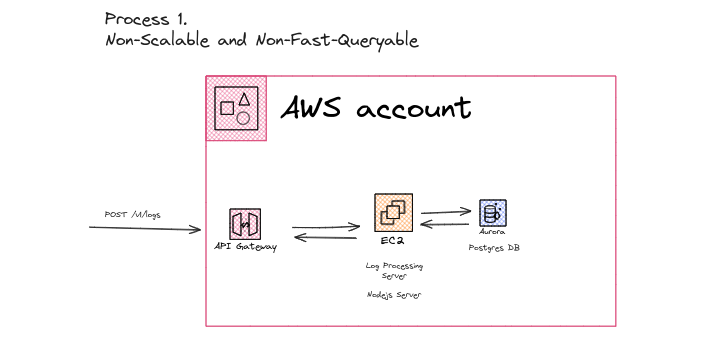 Process 1.
Non-Scalable and Non-Fast-Queryable
AWS account
POST /v1/logs
API Gateway
EC2
Log Processing
Server
Nodejs Server
Aurora
Postgres DB